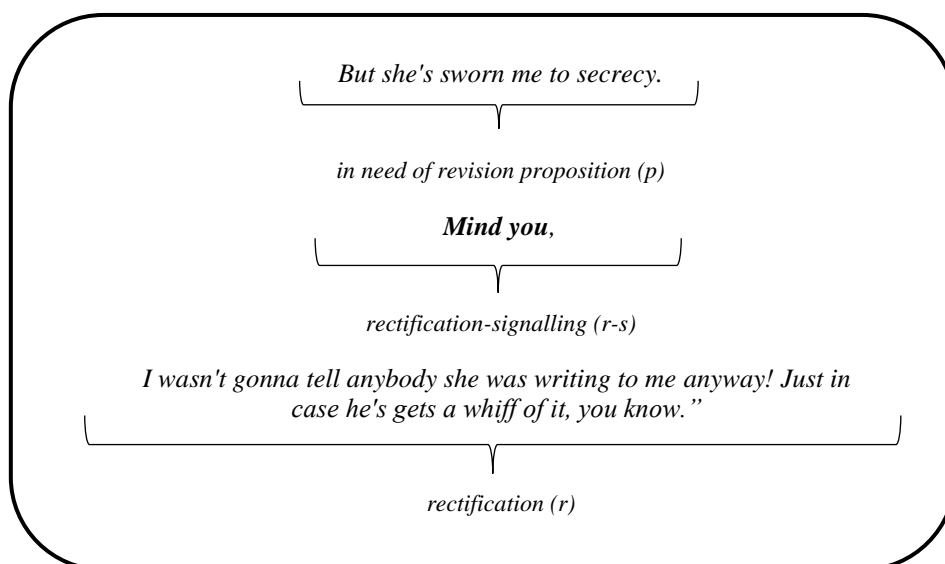 But she's sworn me to secrecy.
in need of revision proposition (p)
Mind you,
rectification-signalling (r-s)
I wasn't gonna tell anybody she was writing to me anyway! Just in
case he's gets a whiff of it, you know.”
rectification (r)